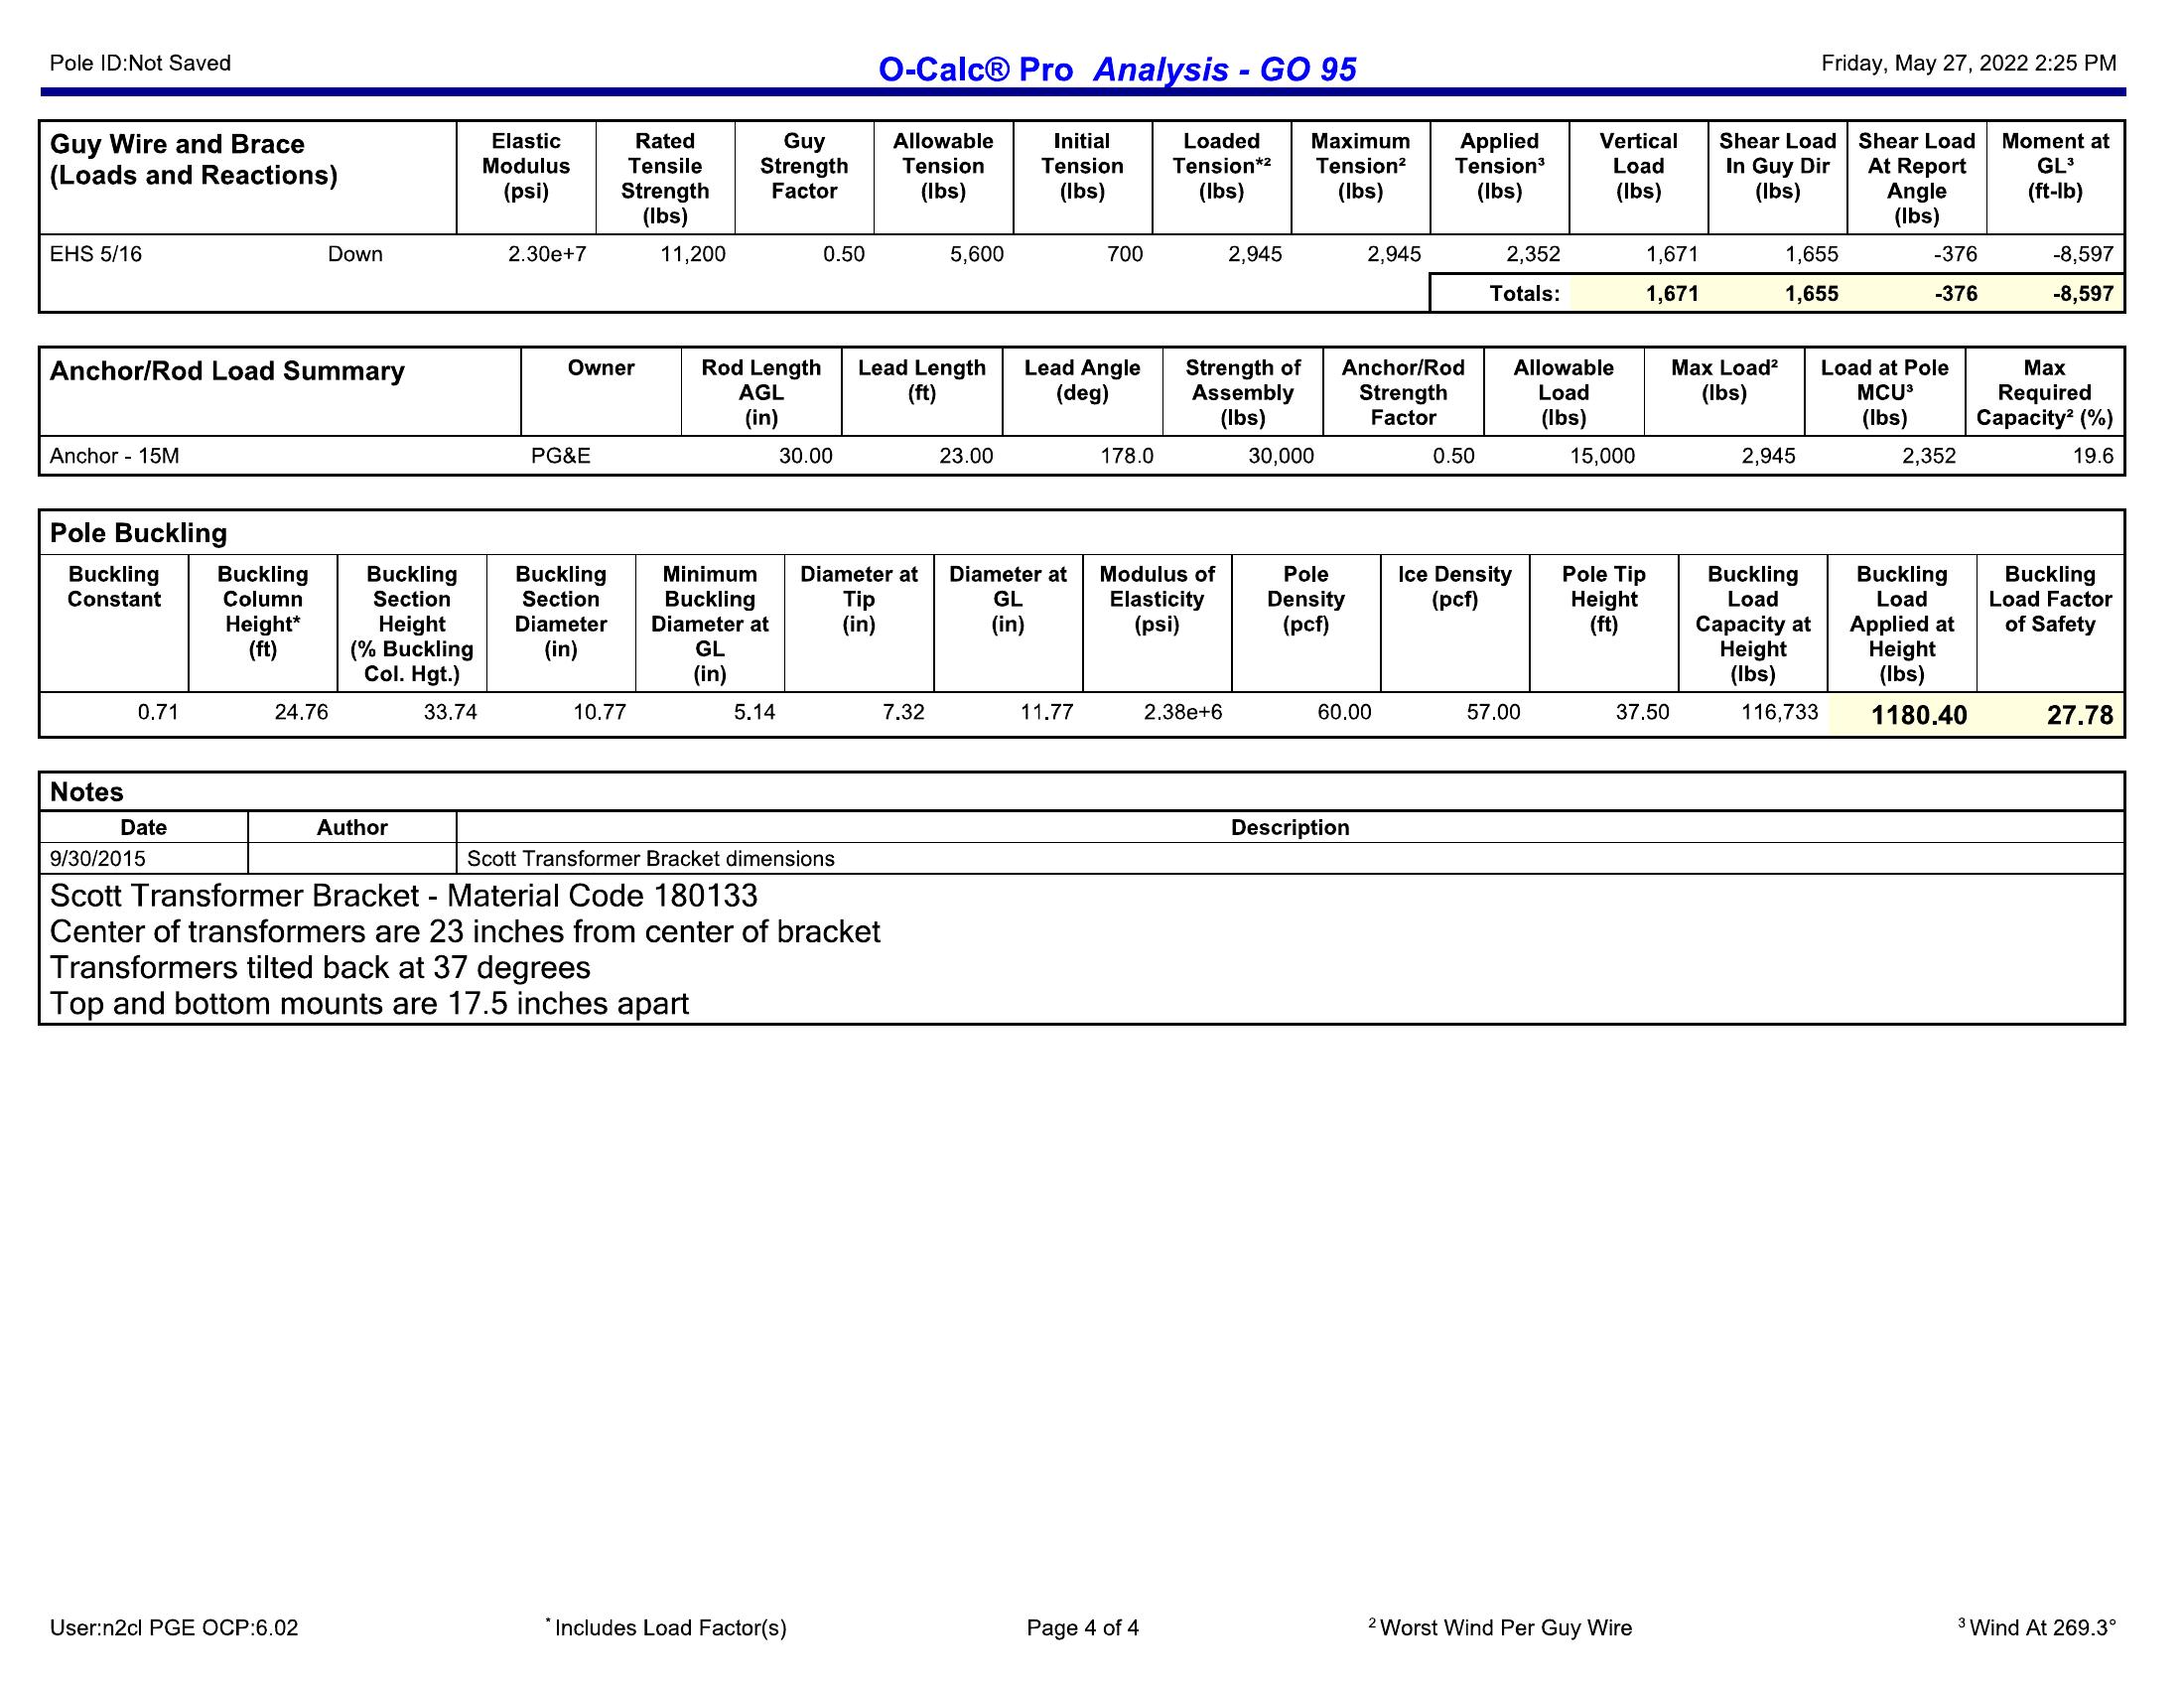 Pole ID:Not Saved O-Calc® Pro Analysis - GO 95 Friday, May 27, 2022 2:25 PM
Guy Wire and Brace (Loads and Reactions) Elastic Modulus (psi) Rated Tensile Strength (lbs) Guy Strength Factor Allowable Tension (lbs) Initial Tension (lbs) Loaded Tension*² (lbs) Maximum Tension² (lbs) Applied Tension³ (lbs) Vertical Load (lbs) Shear Load In Guy Dir (lbs) Shear Load At Report Angle (lbs) Moment at GL³ (ft-lb)
EHS 5/16 Down 2.30e+7 11,200 0.50 5,600 700 2,945 2,945 2,352 1,671 1,655 -376 -8,597
Totals: 1,671 1,655 -376 -8,597
Anchor/Rod Load Summary Owner Rod Length AGL (in) Lead Length (ft) Lead Angle (deg) Strength of Assembly (lbs) Anchor/Rod Strength Factor Allowable Load (lbs) Max Load² (lbs) Load at Pole MCU³ (lbs) Max Required Capacity² (%)
Anchor - 15M PG&E 30.00 23.00 178.0 30,000 0.50 15,000 2,945 2,352 19.6
Pole Buckling
Buckling Constant Buckling Column Height* (ft) Buckling Section Height (% Buckling Col. Hgt.) Buckling Section Diameter (in) Minimum Buckling Diameter at GL (in) Diameter at Tip (in) Diameter at GL (in) Modulus of Elasticity (psi) Pole Density (pcf) Ice Density (pcf) Pole Tip Height (ft) Buckling Load Capacity at Height (lbs) Buckling Load Applied at Height (lbs) Buckling Load Factor of Safety
0.71 24.76 33.74 10.77 5.14 7.32 11.77 2.38e+6 60.00 57.00 37.50 116,733 1180.40 27.78
Notes
Date Author Description
9/30/2015 Scott Transformer Bracket dimensions
Scott Transformer Bracket - Material Code 180133
Center of transformers are 23 inches from center of bracket
Transformers tilted back at 37 degrees
Top and bottom mounts are 17.5 inches apart
User:n2cl PGE OCP:6.02 * Includes Load Factor(s) Page 4 of 4 ² Worst Wind Per Guy Wire ³ Wind At 269.3°